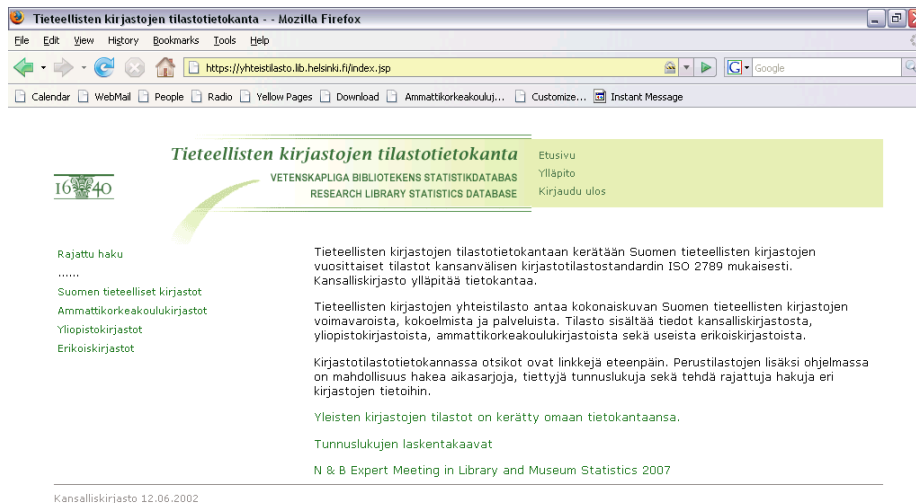 Tieteellisten kirjastojen tilastotietokanta - - Mozilla Firefox
File Edit View History Bookmarks Tools Help
https://yhteistilasto.lib.helsinki.fi/index.jsp
G Google
Calendar WebMail People Radio Yellow Pages Download Ammattikorkeakouluj... Customize... Instant Message
Tieteellisten kirjastojen tilastotietokanta
VETENSKAPLIGA BIBLIOTEKENS STATISTIKDATABAS
RESEARCH LIBRARY STATISTICS DATABASE
1640
Etusivu
Ylläpito
Kirjaudu ulos
Rajattu haku
......
Suomen tieteelliset kirjastot
Ammattikorkeakoulukirjastot
Yliopistokirjastot
Erikoiskirjastot
Tieteellisten kirjastojen tilastotietokantaan kerätään Suomen tieteellisten kirjastojen
vuosittaiset tilastot kansanvälisen kirjastotilastostandardin ISO 2789 mukaisesti.
Kansalliskirjasto ylläpitää tietokantaa.
Tieteellisten kirjastojen yhteistilasto antaa kokonaiskuvan Suomen tieteellisten kirjastojen
voimavaroista, kokoelmista ja palveluista. Tilasto sisältää tiedot kansalliskirjastosta,
yliopistokirjastoista, ammattikorkeakoulukirjastoista sekä useista erikoiskirjastoista.
Kirjastotilastotietokannassa otsikot ovat linkkejä eteenpäin. Perustilastojen lisäksi ohjelmassa
on mahdollisuus hakea aikasarjoja, tiettyjä tunnuslukuja sekä tehdä rajattuja hakuja eri
kirjastojen tietoihin.
Yleisten kirjastojen tilastot on kerätty omaan tietokantaansa.
Tunnuslukujen laskentakaavat
N & B Expert Meeting in Library and Museum Statistics 2007
Kansalliskirjasto 12.06.2002